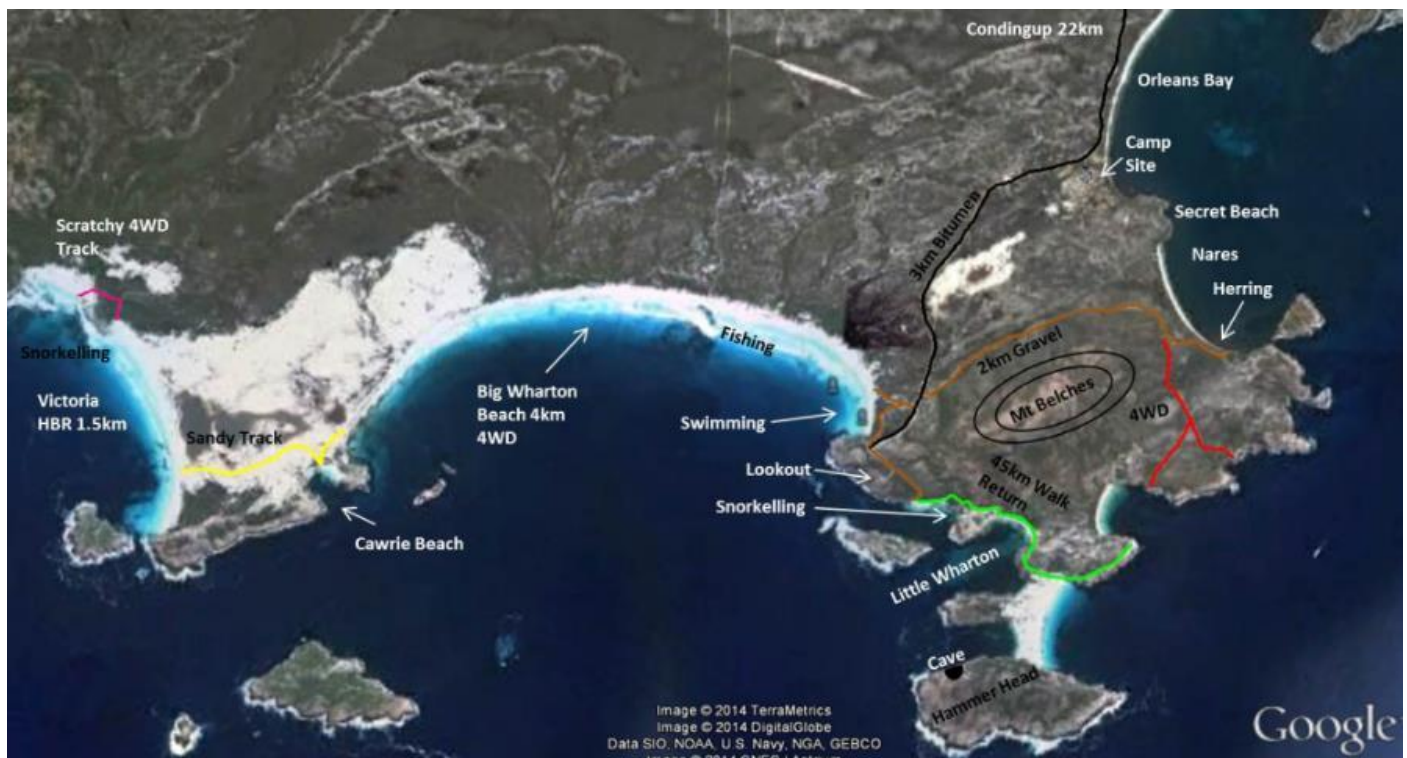 Condingup 22km
Orleans Bay
Camp
Site
Secret Beach
Nares
Herring
3km Bitumen
Scratchy 4WD
Track
Snorkelling
Victoria
HBR 1.5km
Sandy Track
Cawrie Beach
Big Wharton
Beach 4km
4WD
Fishing
Swimming
Lookout
Snorkelling
2km Gravel
Mt Belches
4WD
45km Walk
Return
Little Wharton
Cave
Hammer Head
Image © 2014 TerraMetrics
Image © 2014 DigitalGlobe
Data SIO, NOAA, U.S. Navy, NGA, GEBCO
Google